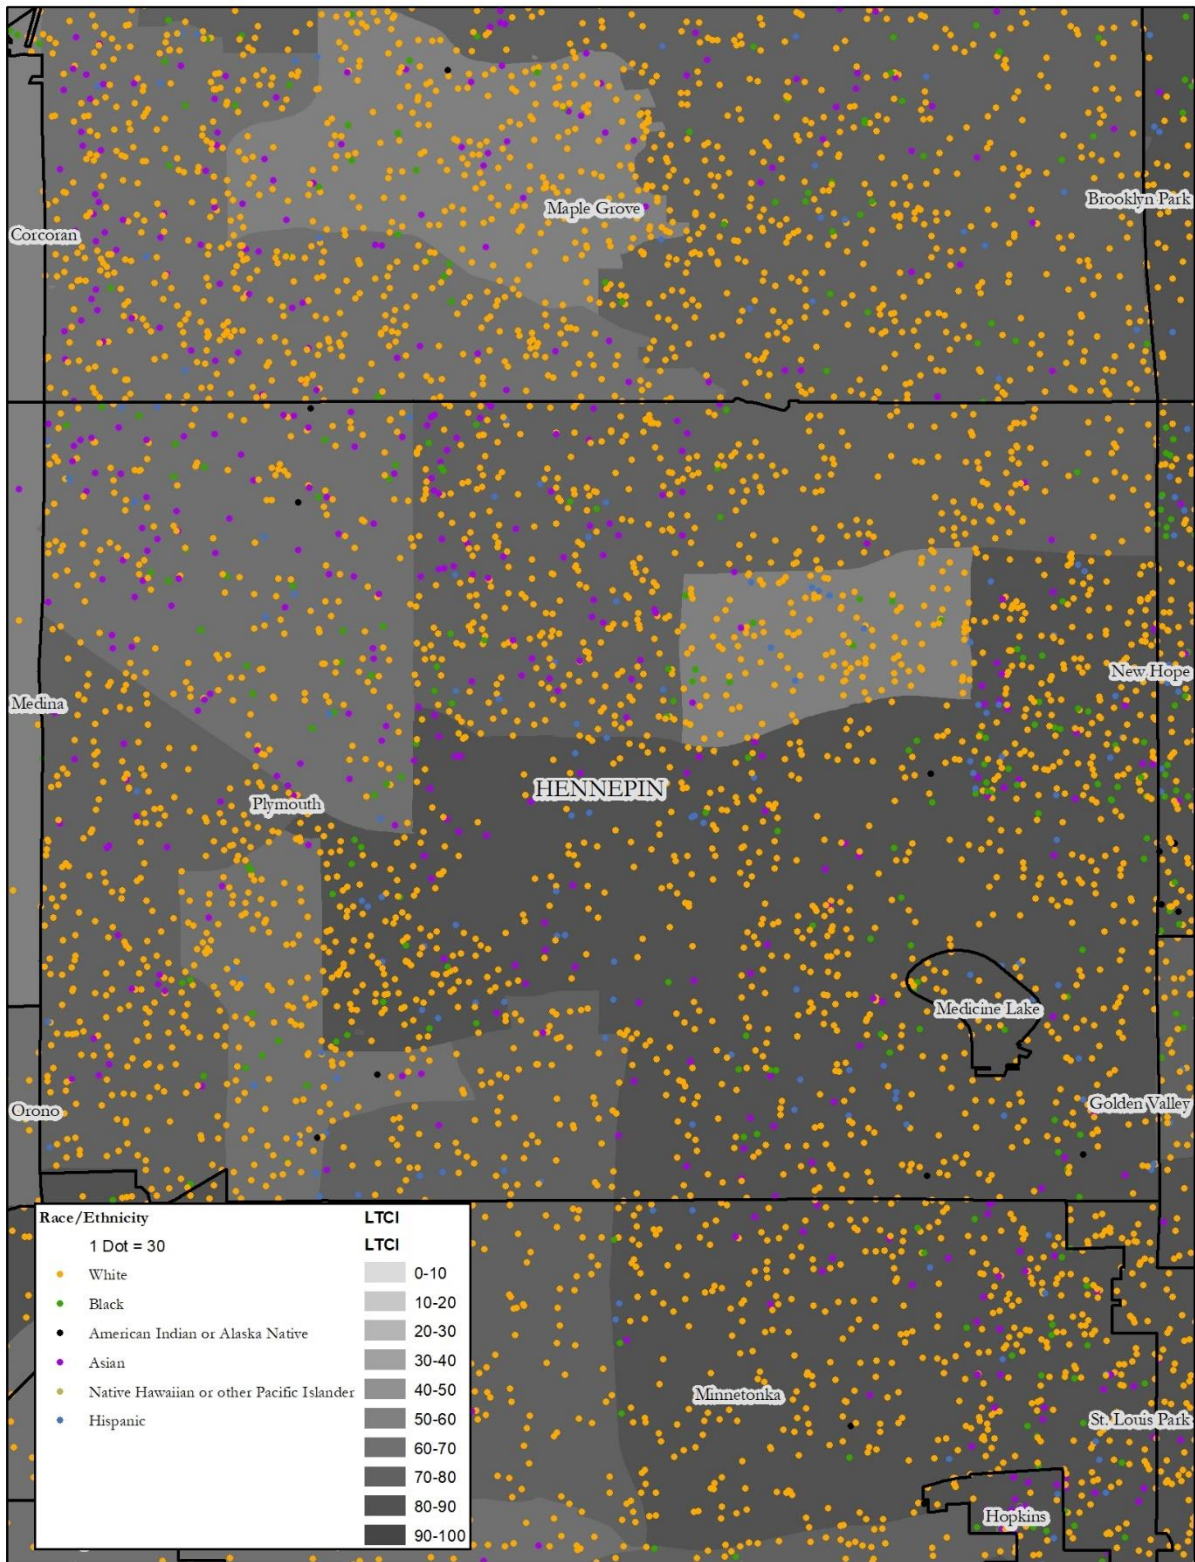 Maple Grove
Brooklyn Park
Corcoran
New Hope
Medina
HENNEPIN
Plymouth
Medicine Lake
Golden Valley
Orono
Minnetonka
St. Louis Park
Hopkins
Race/Ethnicity
1 Dot = 30
White
Black
American Indian or Alaska Native
Asian
Native Hawaiian or other Pacific Islander
Hispanic
LTCI
LTCI
0-10
10-20
20-30
30-40
40-50
50-60
60-70
70-80
80-90
90-100